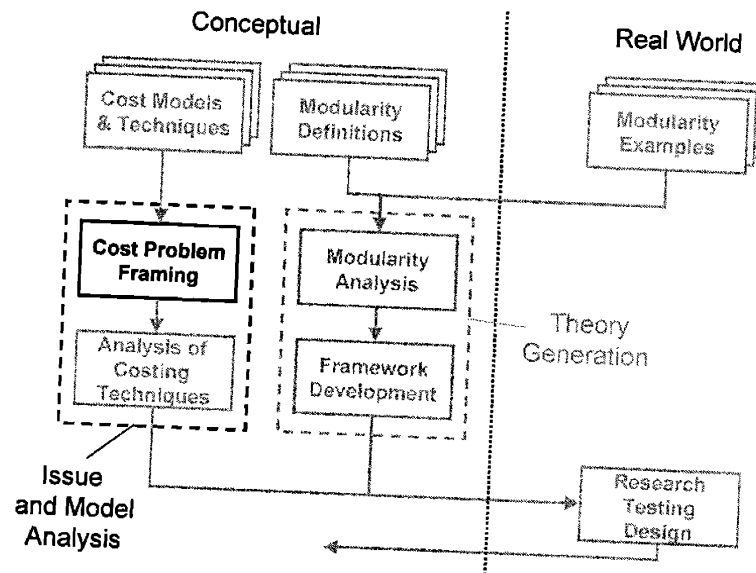 Conceptual
Real World
Cost Models
& Techniques
Modularity
Definitions
Modularity
Examples
Cost Problem
Framing
Modularity
Analysis
Analysis of
Costing
Techniques
Framework
Development
Theory
Generation
Issue
and Model
Analysis
Research
Testing
Design